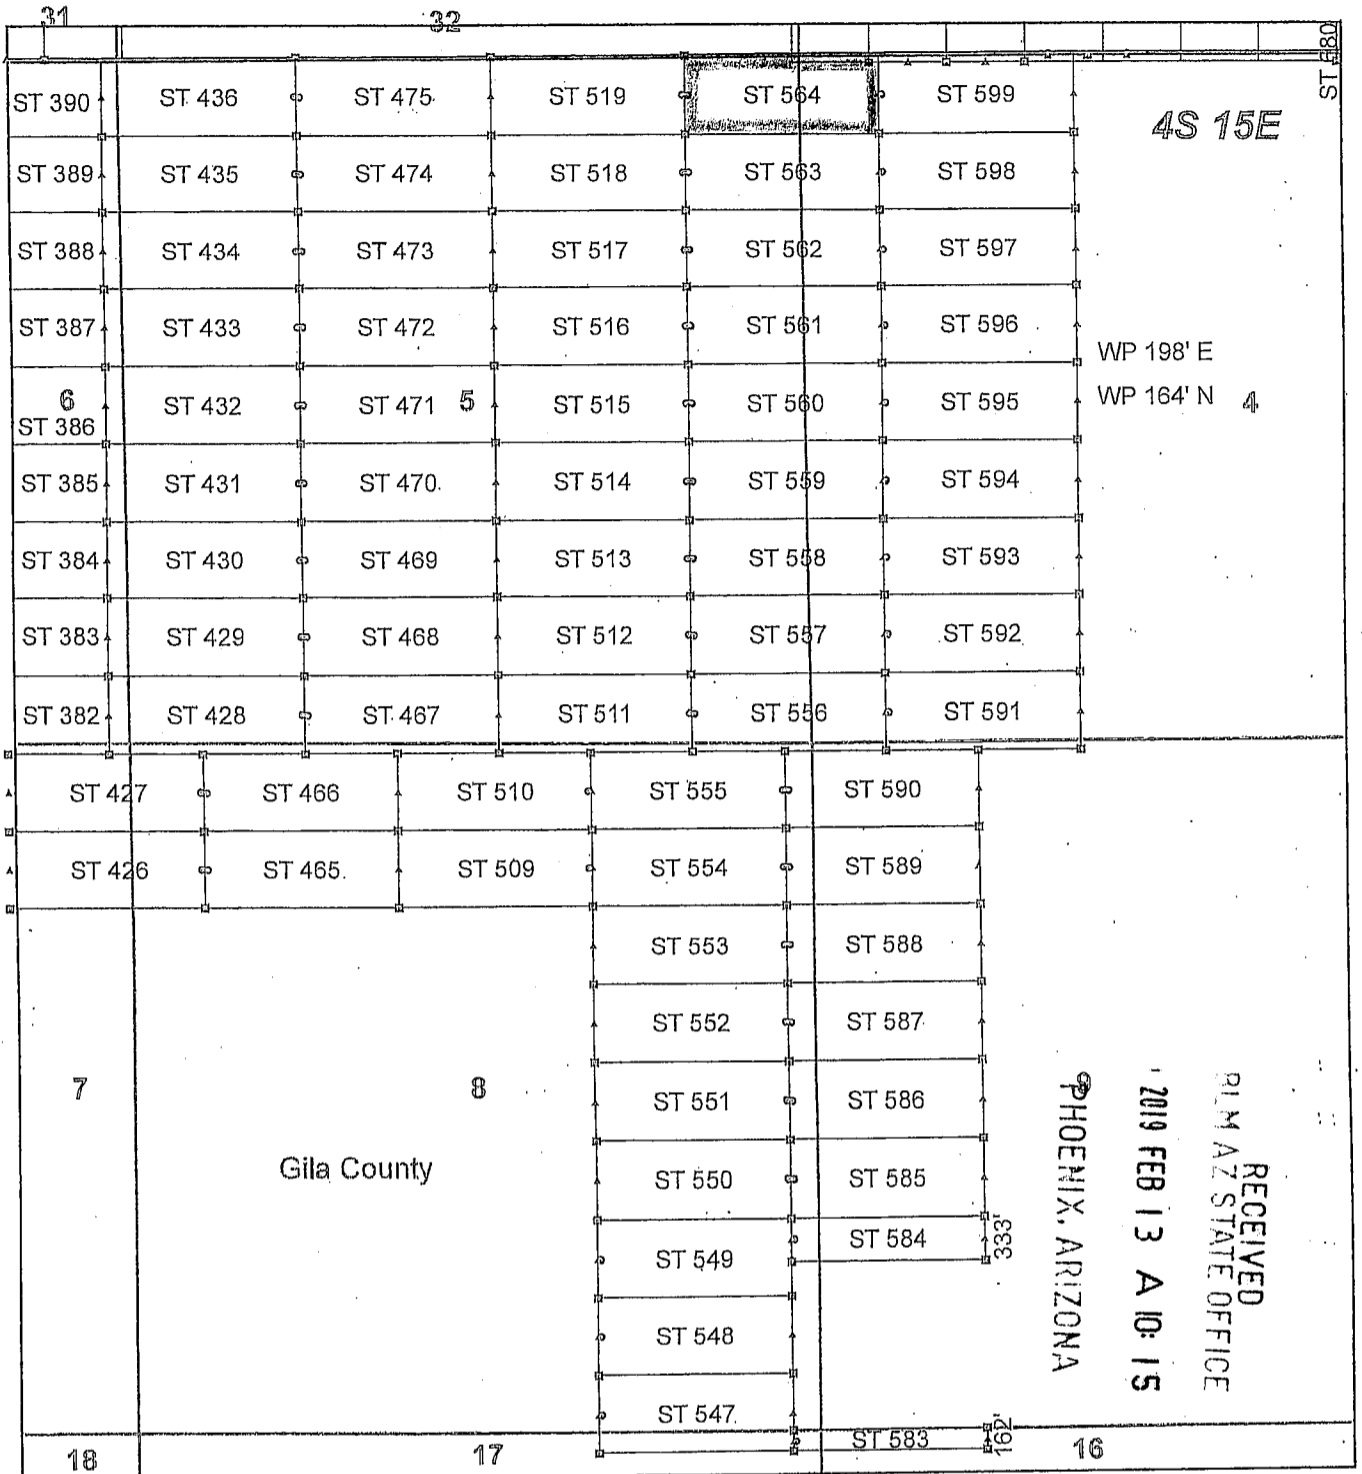 31 32
ST 680
ST 390 ST 436 ST 475 ST 519 ST 564 ST 599
4S 15E
ST 389 ST 435 ST 474 ST 518 ST 563 ST 598
ST 388 ST 434 ST 473 ST 517 ST 562 ST 597
ST 387 ST 433 ST 472 ST 516 ST 561 ST 596
WP 198' E
6 ST 432 ST 471 5 ST 515 ST 560 ST 595 WP 164' N 4
ST 386
ST 385 ST 431 ST 470 ST 514 ST 559 ST 594
ST 384 ST 430 ST 469 ST 513 ST 558 ST 593
ST 383 ST 429 ST 468 ST 512 ST 557 ST 592
ST 382 ST 428 ST 467 ST 511 ST 556 ST 591
ST 427 ST 466 ST 510 ST 555 ST 590
ST 426 ST 465 ST 509 ST 554 ST 589
ST 553 ST 588
ST 552 ST 587
7 8 9
ST 551 ST 586
Gila County ST 550 ST 585
ST 549 ST 584 333'
ST 548
ST 547
ST 583 162'
18 17 16
RECEIVED
BLM AZ STATE OFFICE
2019 FEB 13 A 10: 15
PHOENIX, ARIZONA